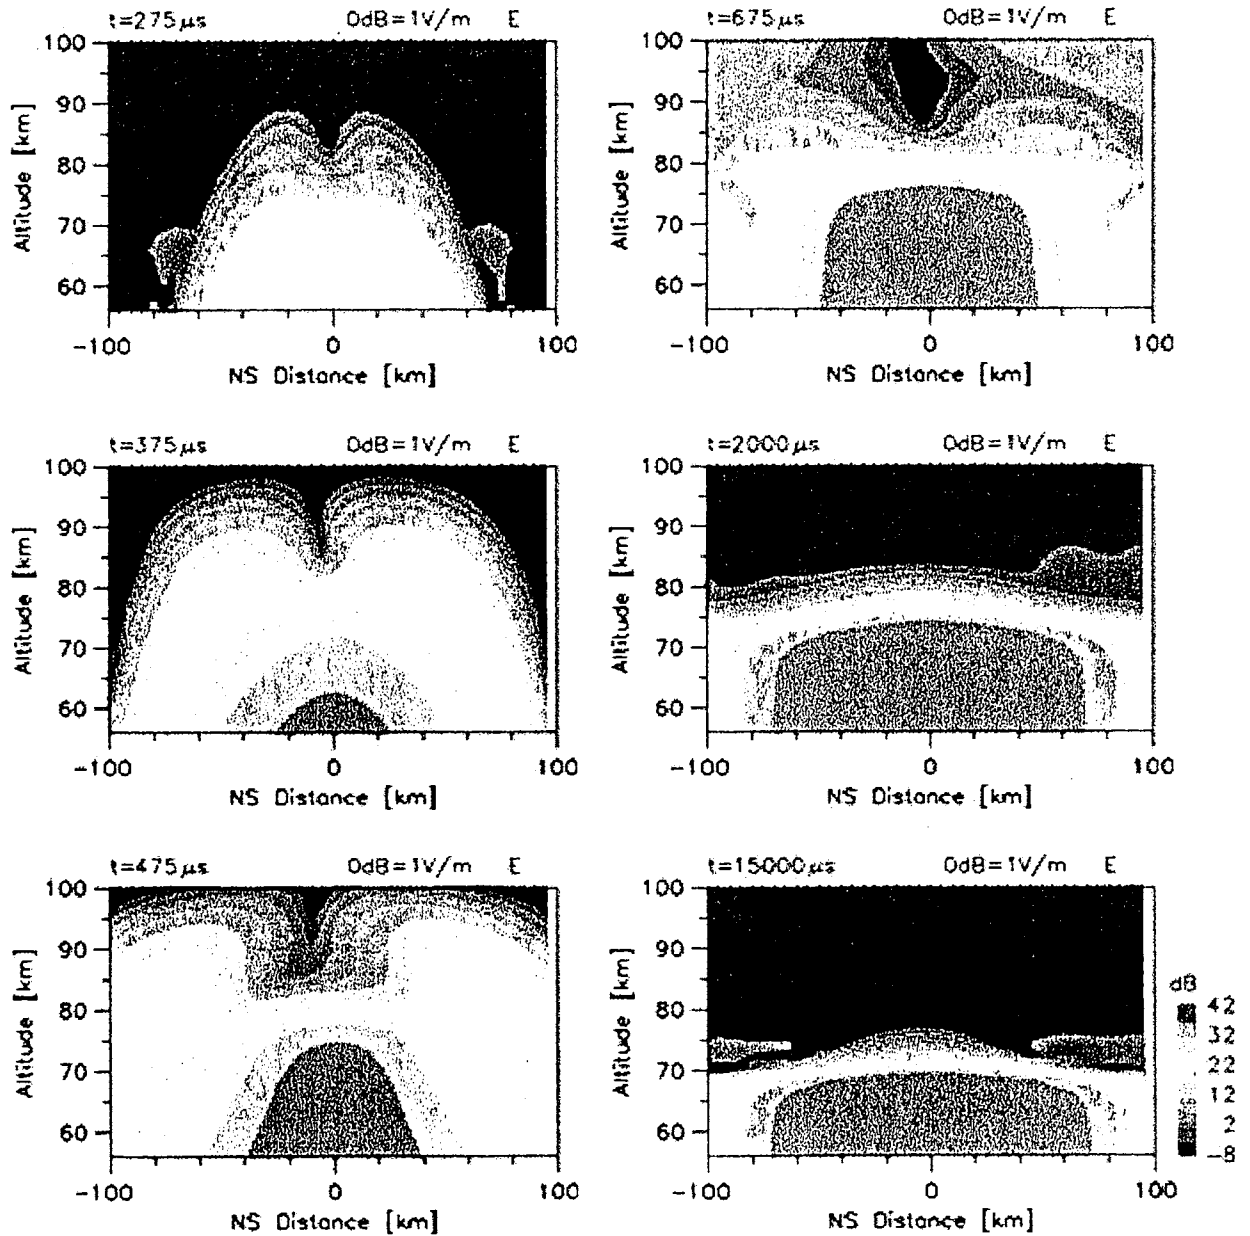 t=275µs 0dB=1V/m E
100
90
80
70
60
Altitude [km]
-100 0 100
NS Distance [km]
t=675µs 0dB=1V/m E
100
90
80
70
60
Altitude [km]
-100 0 100
NS Distance [km]
t=375µs 0dB=1V/m E
100
90
80
70
60
Altitude [km]
-100 0 100
NS Distance [km]
t=2000µs 0dB=1V/m E
100
90
80
70
60
Altitude [km]
-100 0 100
NS Distance [km]
t=475µs 0dB=1V/m E
100
90
80
70
60
Altitude [km]
-100 0 100
NS Distance [km]
t=15000µs 0dB=1V/m E
100
90
80
70
60
Altitude [km]
-100 0 100
NS Distance [km]
dB
42
32
22
12
2
-8